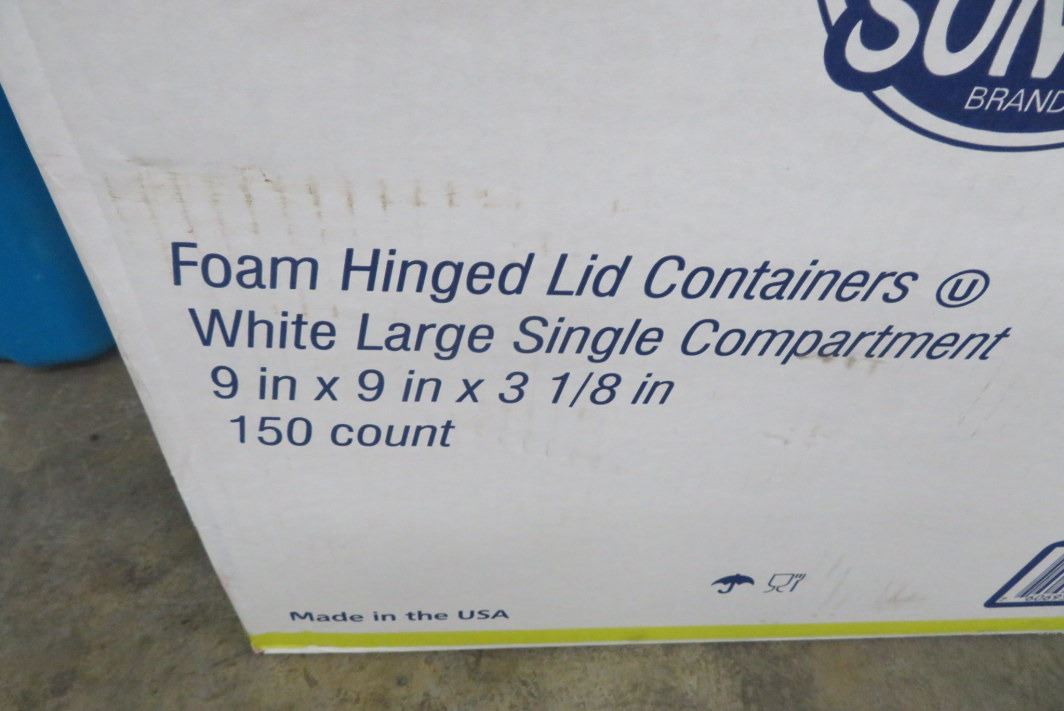 BRAND
Foam Hinged Lid Containers Ⓤ
White Large Single Compartment
9 in x 9 in x 3 1/8 in
150 count
Made in the USA